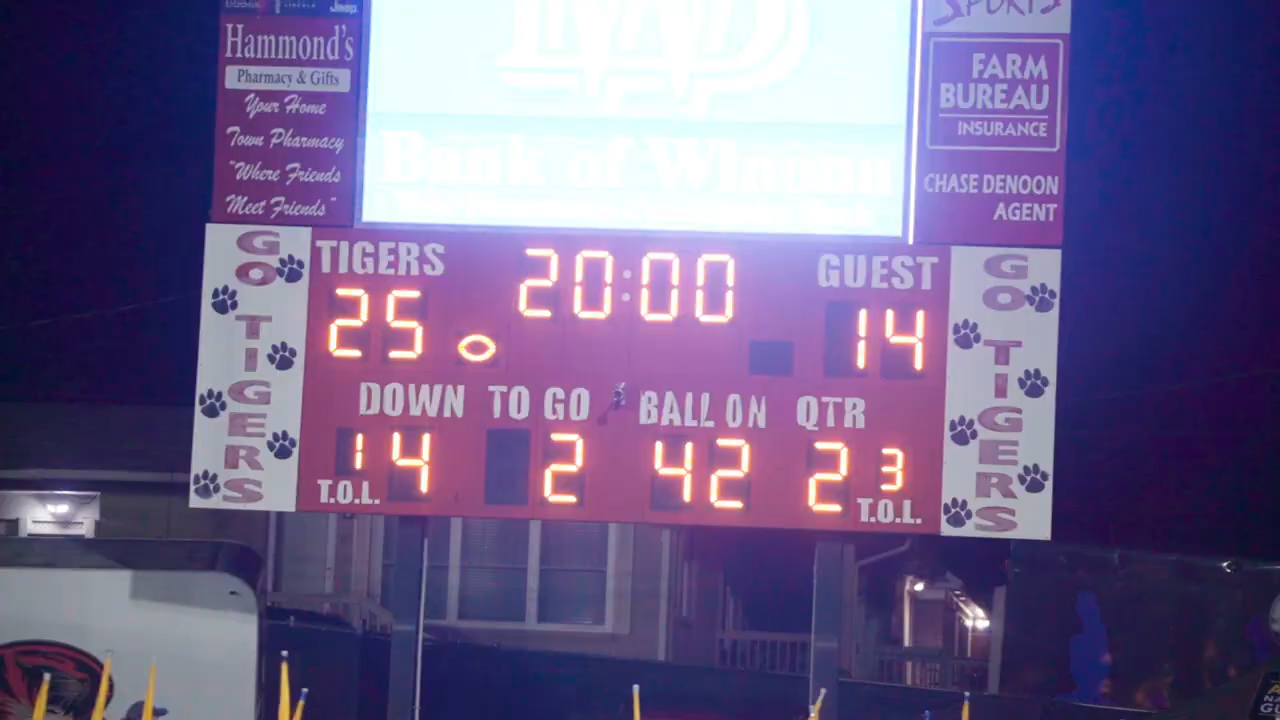 Jeep
Hammond's
Pharmacy & Gifts
Your Home
Town Pharmacy
"Where Friends
Meet Friends"
Bank of
SPORTS
FARM
BUREAU
INSURANCE
CHASE DENOON
AGENT
GO TIGERS
TIGERS
20:00
GUEST
25
14
DOWN TO GO BALL ON QTR
1 4 2 42 2 3
T.O.L.
T.O.L.
GO TIGERS